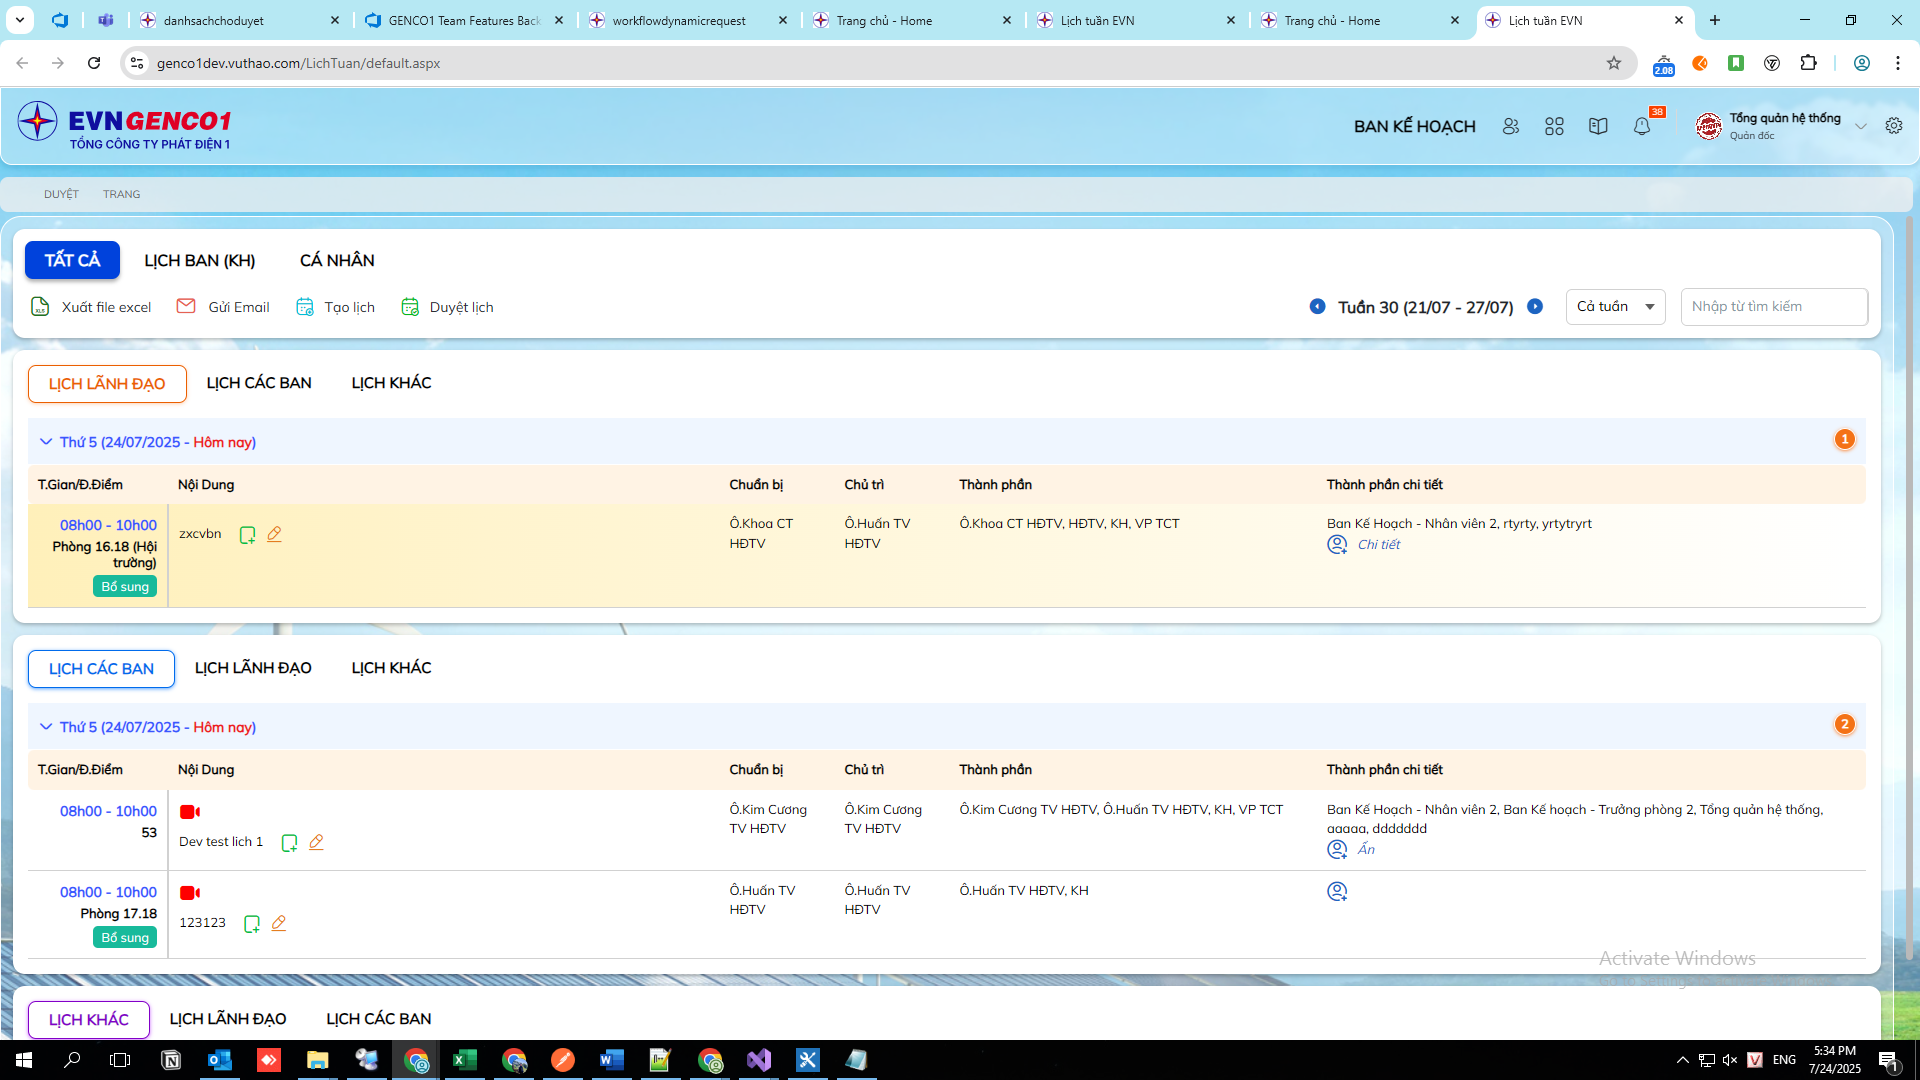 danhsachchoduyet
GENCO1 Team Features Back
workflowdynamicrequest
Trang chủ - Home
Lịch tuần EVN
Trang chủ - Home
Lịch tuần EVN
genco1dev.vuthao.com/LichTuan/default.aspx
2.08
EVNGENCO1
TỔNG CÔNG TY PHÁT ĐIỆN 1
BAN KẾ HOẠCH
38
Tổng quản hệ thống
Quản đốc
DUYỆT TRANG
TẤT CẢ LỊCH BAN (KH) CÁ NHÂN
Xuất file excel Gửi Email Tạo lịch Duyệt lịch
Tuần 30 (21/07 - 27/07) Cả tuần Nhập từ tìm kiếm
LỊCH LÃNH ĐẠO LỊCH CÁC BAN LỊCH KHÁC
Thứ 5 (24/07/2025 - Hôm nay) 1
T.Gian/Đ.Điểm Nội Dung Chuẩn bị Chủ trì Thành phần Thành phần chi tiết
08h00 - 10h00
Phòng 16.18 (Hội
trường)
Bổ sung
zxcvbn
Ô.Khoa CT
HĐTV
Ô.Huấn TV
HĐTV
Ô.Khoa CT HĐTV, HĐTV, KH, VP TCT
Ban Kế Hoạch - Nhân viên 2, rtyrty, yrtytryrt
Chi tiết
LỊCH CÁC BAN LỊCH LÃNH ĐẠO LỊCH KHÁC
Thứ 5 (24/07/2025 - Hôm nay) 2
T.Gian/Đ.Điểm Nội Dung Chuẩn bị Chủ trì Thành phần Thành phần chi tiết
08h00 - 10h00
53
Dev test lich 1
Ô.Kim Cương
TV HĐTV
Ô.Kim Cương
TV HĐTV
Ô.Kim Cương TV HĐTV, Ô.Huấn TV HĐTV, KH, VP TCT
Ban Kế Hoạch - Nhân viên 2, Ban Kế hoạch - Trưởng phòng 2, Tổng quản hệ thống,
aaaaa, ddddddd
Ẩn
08h00 - 10h00
Phòng 17.18
Bổ sung
123123
Ô.Huấn TV
HĐTV
Ô.Huấn TV
HĐTV
Ô.Huấn TV HĐTV, KH
Activate Windows
LỊCH KHÁC LỊCH LÃNH ĐẠO LỊCH CÁC BAN
ENG
5:34 PM
7/24/2025
1